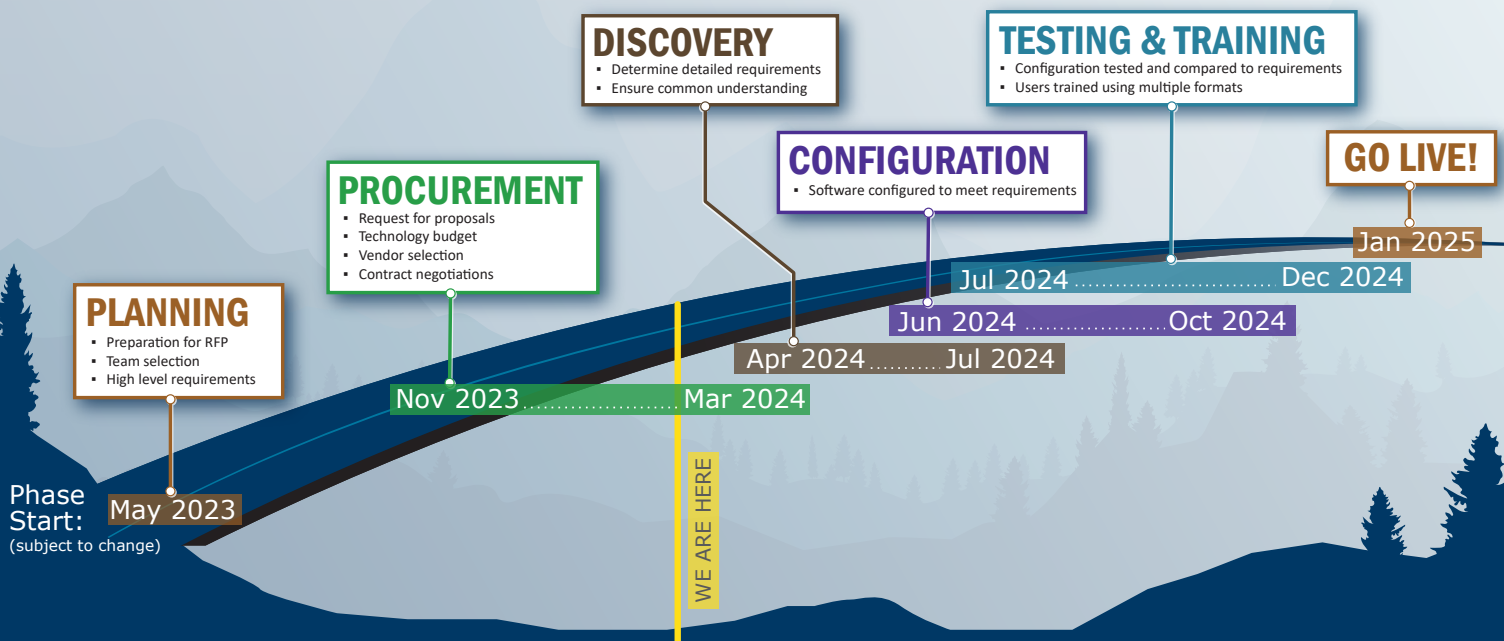 PLANNING
▪ Preparation for RFP
▪ Team selection
▪ High level requirements
PROCUREMENT
▪ Request for proposals
▪ Technology budget
▪ Vendor selection
▪ Contract negotiations
DISCOVERY
▪ Determine detailed requirements
▪ Ensure common understanding
CONFIGURATION
▪ Software configured to meet requirements
TESTING & TRAINING
▪ Configuration tested and compared to requirements
▪ Users trained using multiple formats
GO LIVE!
Phase
Start:
(subject to change)
May 2023
Nov 2023 Mar 2024
Apr 2024 Jul 2024
Jun 2024 Oct 2024
Jul 2024 Dec 2024
Jan 2025
WE ARE HERE